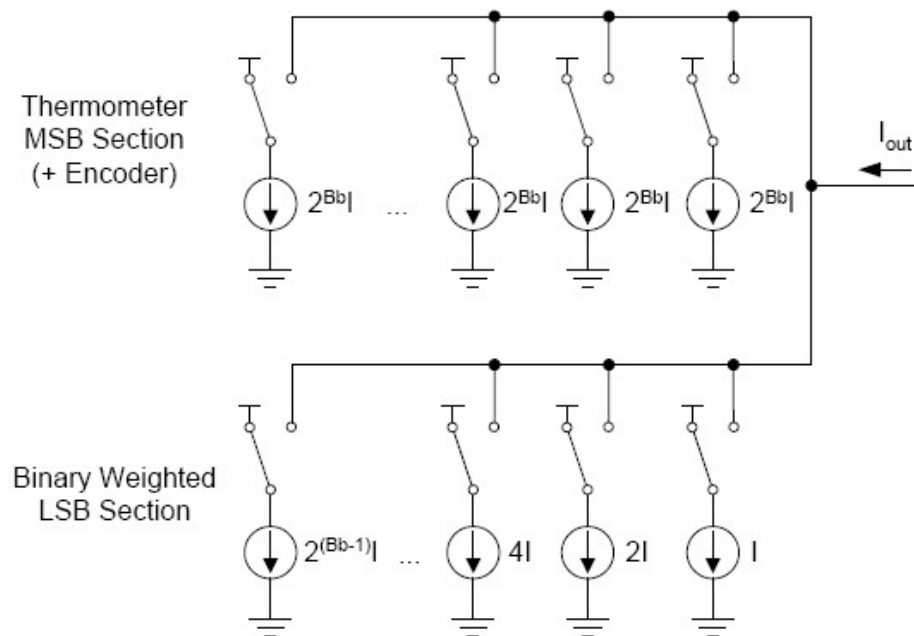 Thermometer
MSB Section
(+ Encoder)
I_out
2^{Bb}I ... 2^{Bb}I 2^{Bb}I 2^{Bb}I
Binary Weighted
LSB Section
2^{(Bb-1)}I ... 4I 2I I